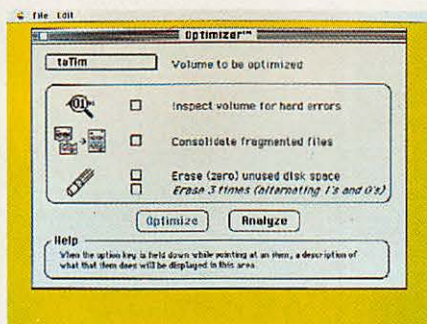 File Edit
Optimizer™
taTim
Volume to be optimized
Inspect volume for hard errors
Consolidate fragmented files
Erase (zero) unused disk space
Erase 3 times (alternating 1's and 0's)
Optimize Analyze
Help
When the option key is held down while pointing at an item, a description of
what that item does will be displayed in this area.